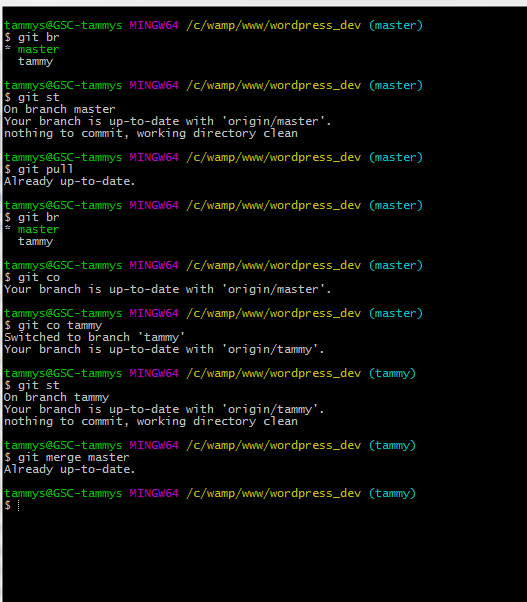 tammys@GSC-tammys MINGW64 /c/wamp/www/wordpress_dev (master)
$ git br
* master
  tammy
tammys@GSC-tammys MINGW64 /c/wamp/www/wordpress_dev (master)
$ git st
On branch master
Your branch is up-to-date with 'origin/master'.
nothing to commit, working directory clean
tammys@GSC-tammys MINGW64 /c/wamp/www/wordpress_dev (master)
$ git pull
Already up-to-date.
tammys@GSC-tammys MINGW64 /c/wamp/www/wordpress_dev (master)
$ git br
* master
  tammy
tammys@GSC-tammys MINGW64 /c/wamp/www/wordpress_dev (master)
$ git co
Your branch is up-to-date with 'origin/master'.
tammys@GSC-tammys MINGW64 /c/wamp/www/wordpress_dev (master)
$ git co tammy
Switched to branch 'tammy'
Your branch is up-to-date with 'origin/tammy'.
tammys@GSC-tammys MINGW64 /c/wamp/www/wordpress_dev (tammy)
$ git st
On branch tammy
Your branch is up-to-date with 'origin/tammy'.
nothing to commit, working directory clean
tammys@GSC-tammys MINGW64 /c/wamp/www/wordpress_dev (tammy)
$ git merge master
Already up-to-date.
tammys@GSC-tammys MINGW64 /c/wamp/www/wordpress_dev (tammy)
$